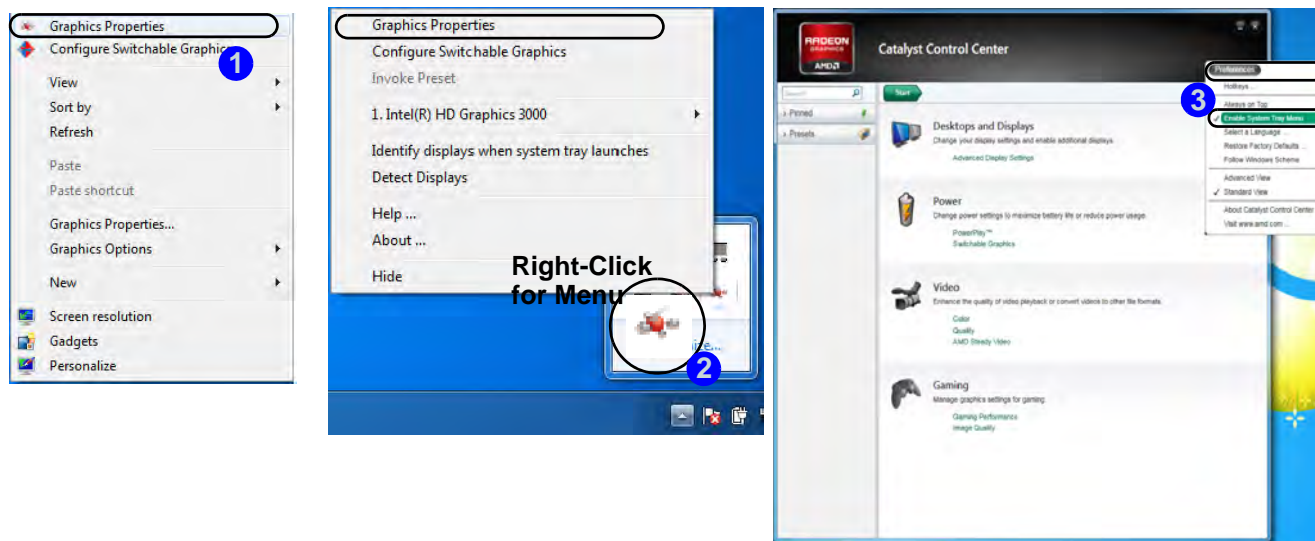 Graphics Properties
Configure Switchable Graphics
1
View
Sort by
Refresh
Paste
Paste shortcut
Graphics Properties...
Graphics Options
New
Screen resolution
Gadgets
Personalize
Graphics Properties
Configure Switchable Graphics
Invoke Preset
1. Intel(R) HD Graphics 3000
Identify displays when system tray launches
Detect Displays
Help ...
About ...
Hide
Right-Click
for Menu
2
RADEON
GRAPHICS
AMD
Catalyst Control Center
Preferences
3
Hotkeys ...
Always on Top
Enable System Tray Menu
Select a Language ...
Restore Factory Defaults ...
Follow Windows Scheme
Advanced View
Standard View
About Catalyst Control Center
Visit www.amd.com ...
Search
Start
Pinned
Presets
Desktops and Displays
Change your display settings and enable additional displays.
Advanced Display Settings
Power
Change power settings to maximize battery life or reduce power usage.
PowerPlay™
Switchable Graphics
Video
Enhance the quality of video playback or convert videos to other file formats.
Color
Quality
AMD Steady Video
Gaming
Manage graphics settings for gaming.
Gaming Performance
Image Quality